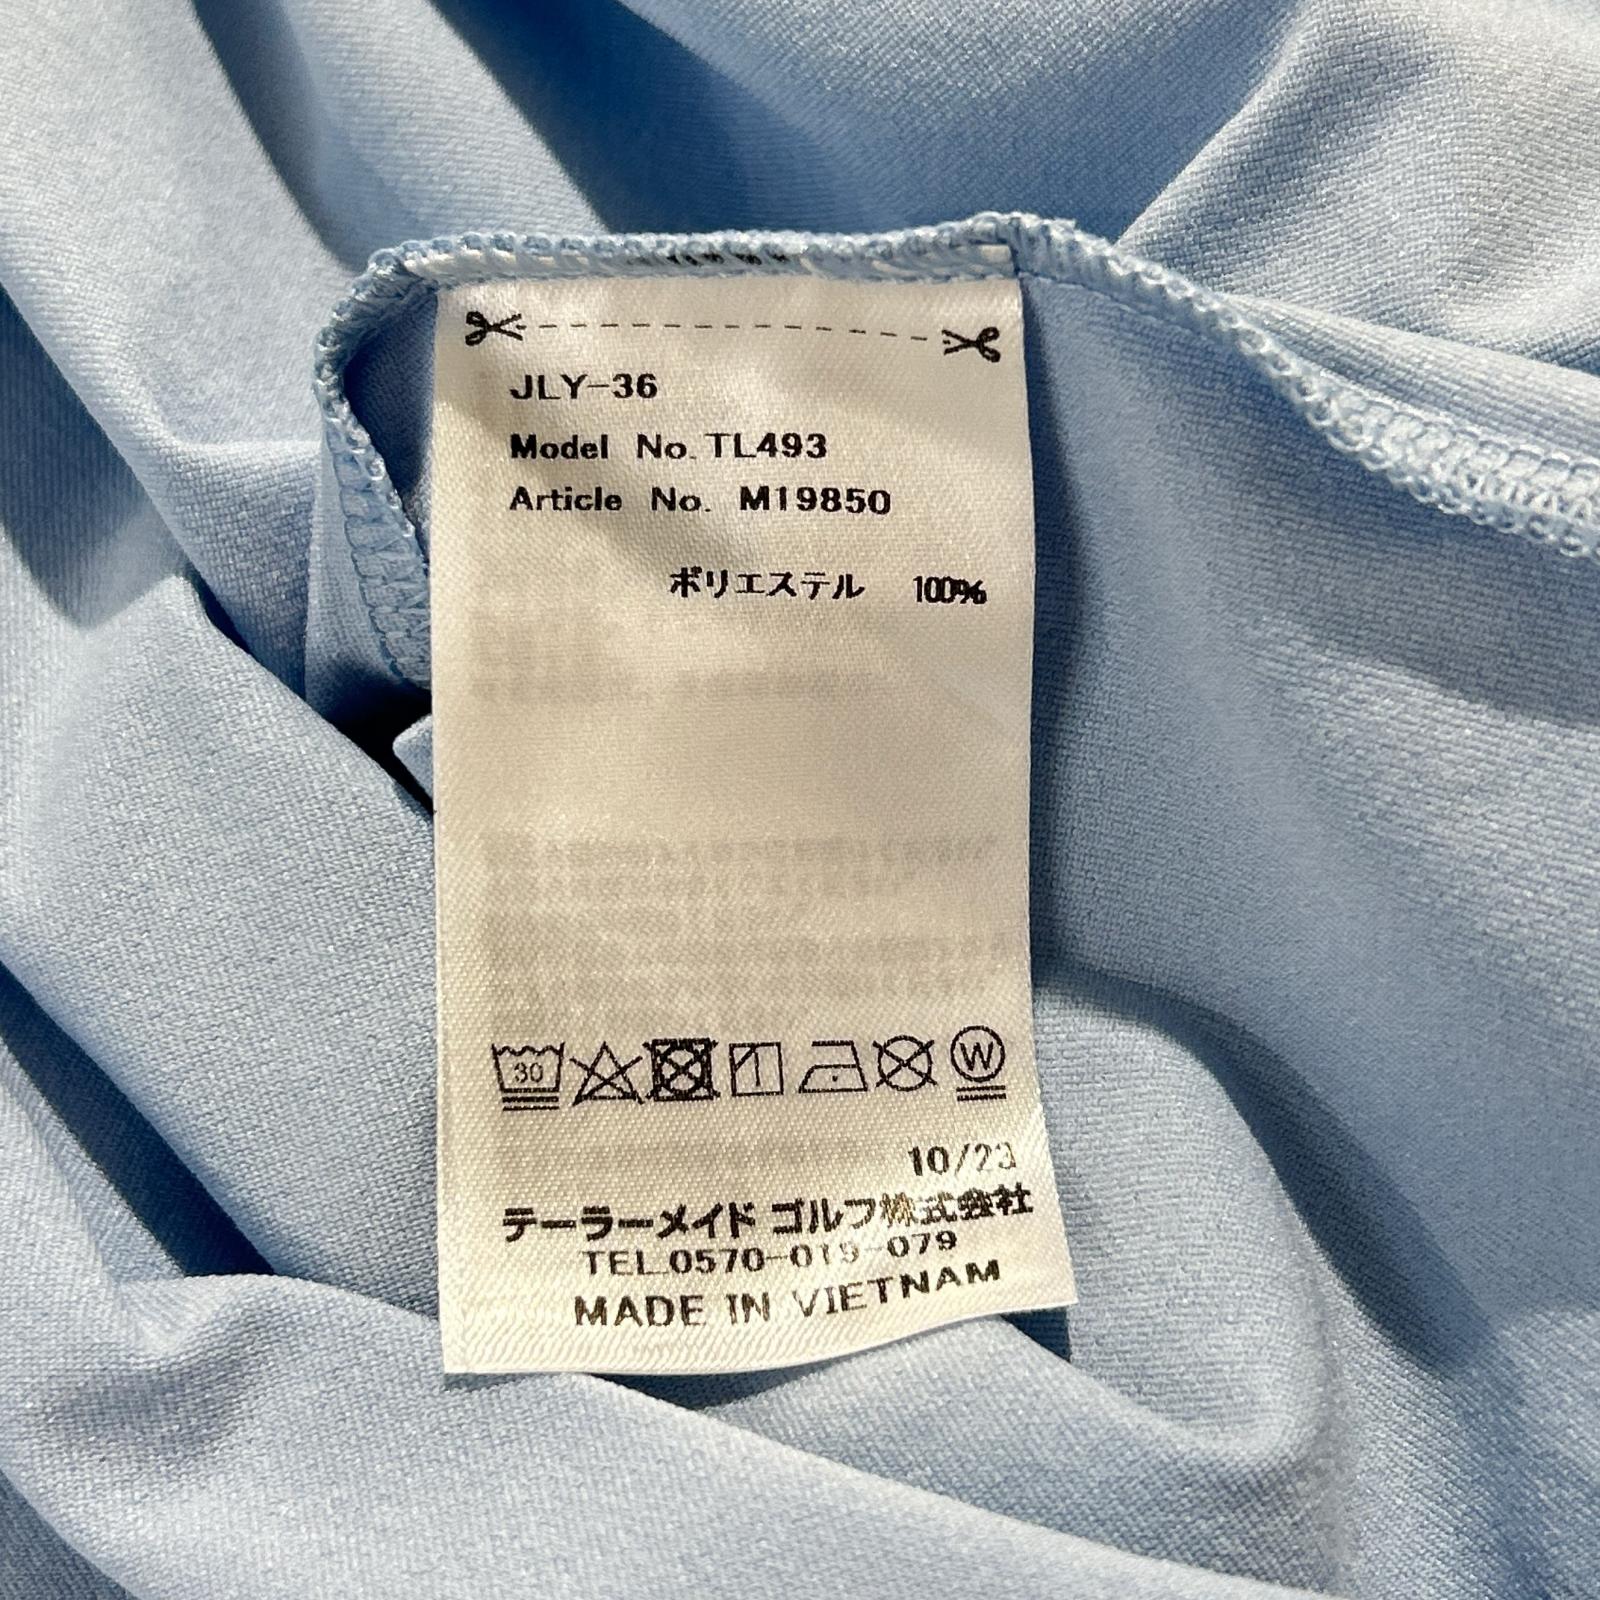 JLY-36
Model No. TL493
Article No. M19850
ポリエステル 100%
30
W
10/23
テーラーメイド ゴルフ株式会社
TEL.0570-019-079
MADE IN VIETNAM